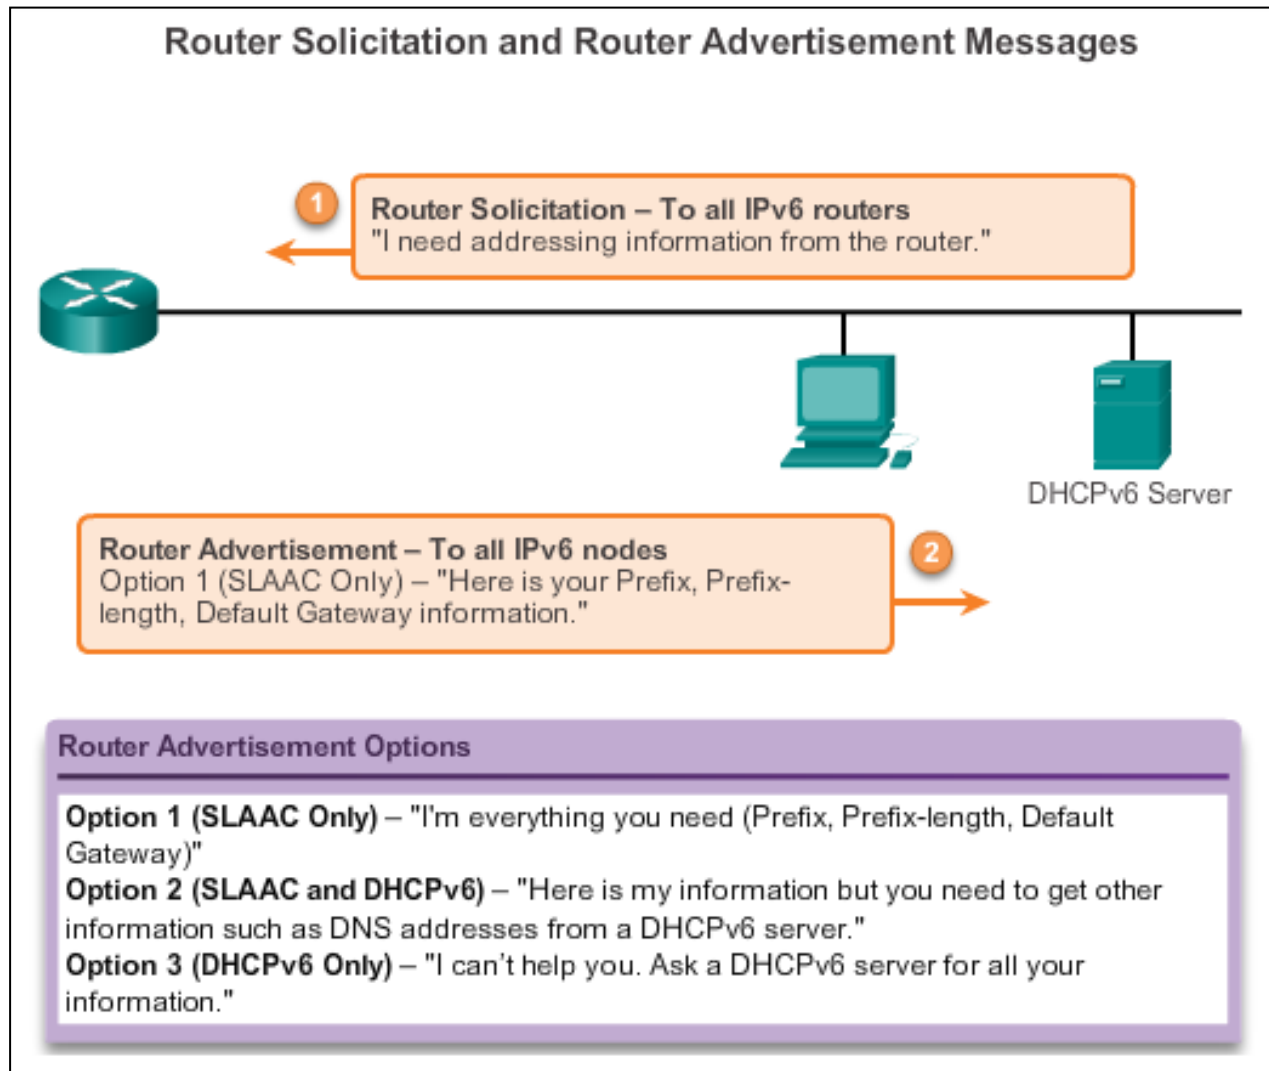 Router Solicitation and Router Advertisement Messages
1
Router Solicitation – To all IPv6 routers
"I need addressing information from the router."
DHCPv6 Server
Router Advertisement – To all IPv6 nodes
Option 1 (SLAAC Only) – "Here is your Prefix, Prefix-
length, Default Gateway information."
2
Router Advertisement Options
Option 1 (SLAAC Only) – "I'm everything you need (Prefix, Prefix-length, Default
Gateway)"
Option 2 (SLAAC and DHCPv6) – "Here is my information but you need to get other
information such as DNS addresses from a DHCPv6 server."
Option 3 (DHCPv6 Only) – "I can't help you. Ask a DHCPv6 server for all your
information."